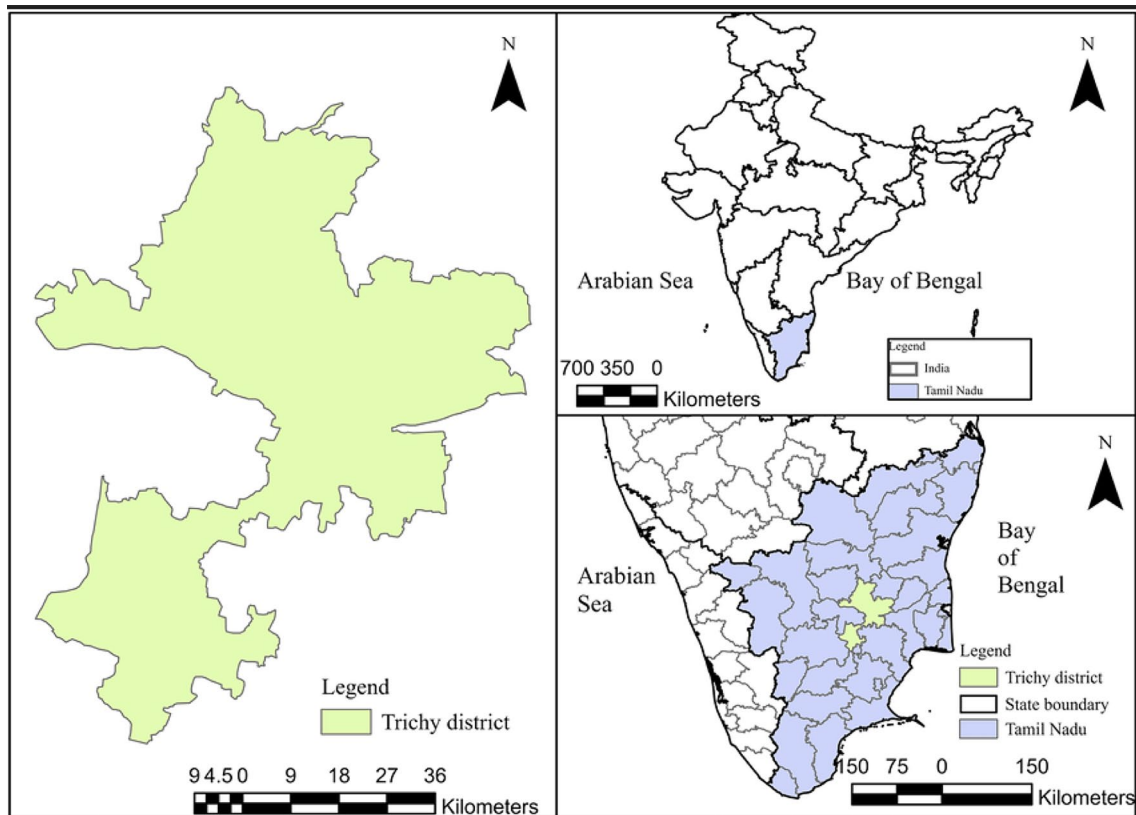 N
Legend
Trichy district
9 4.5 0 9 18 27 36
Kilometers
N
Arabian Sea
Bay of Bengal
Legend
India
Tamil Nadu
700 350 0
Kilometers
N
Bay
of
Bengal
Arabian
Sea
Legend
Trichy district
State boundary
Tamil Nadu
150 75 0 150
Kilometers